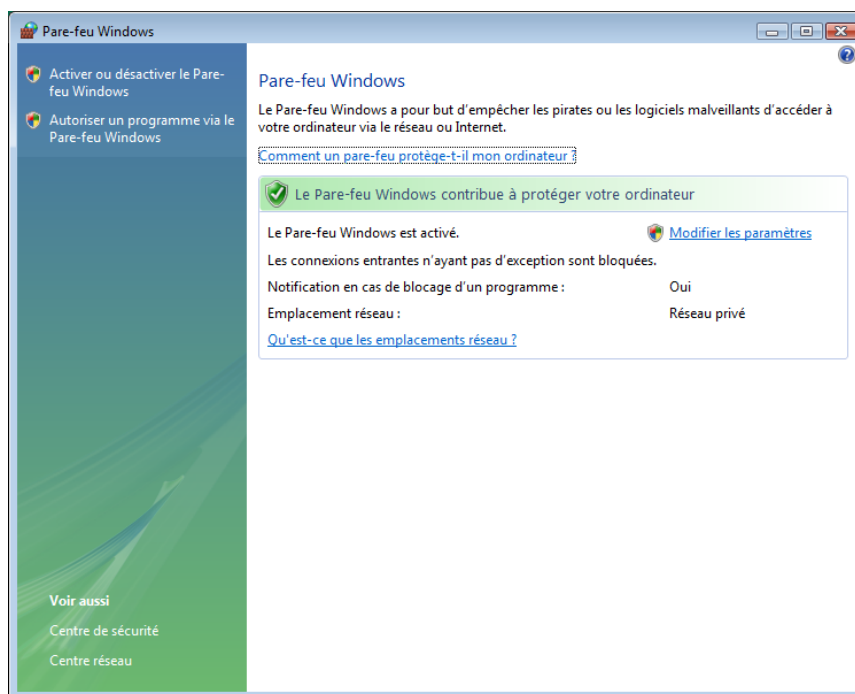 Pare-feu Windows
Activer ou désactiver le Pare-
feu Windows
Autoriser un programme via le
Pare-feu Windows
Pare-feu Windows
Le Pare-feu Windows a pour but d'empêcher les pirates ou les logiciels malveillants d'accéder à
votre ordinateur via le réseau ou Internet.
Comment un pare-feu protège-t-il mon ordinateur ?
Le Pare-feu Windows contribue à protéger votre ordinateur
Le Pare-feu Windows est activé. Modifier les paramètres
Les connexions entrantes n'ayant pas d'exception sont bloquées.
Notification en cas de blocage d'un programme : Oui
Emplacement réseau : Réseau privé
Qu'est-ce que les emplacements réseau ?
Voir aussi
Centre de sécurité
Centre réseau